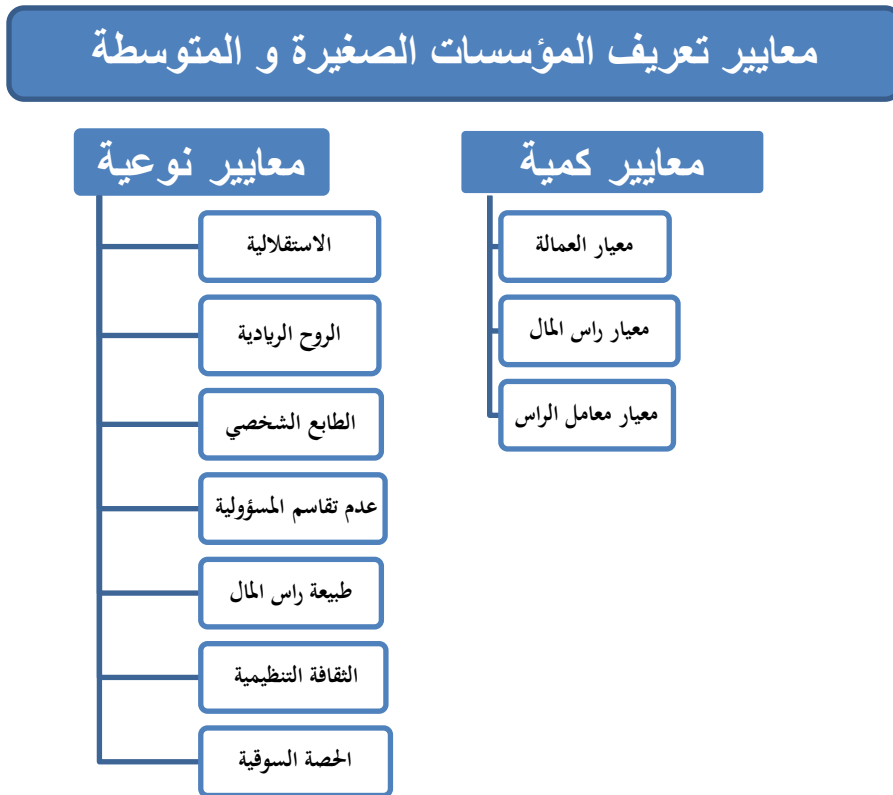 معايير تعريف المؤسسات الصغيرة و المتوسطة
معايير كمية
معيار العمالة
معيار راس المال
معيار معامل الراس
معايير نوعية
الاستقلالية
الروح الريادية
الطابع الشخصي
عدم تقاسم المسؤولية
طبيعة راس المال
الثقافة التنظيمية
الحصة السوقية